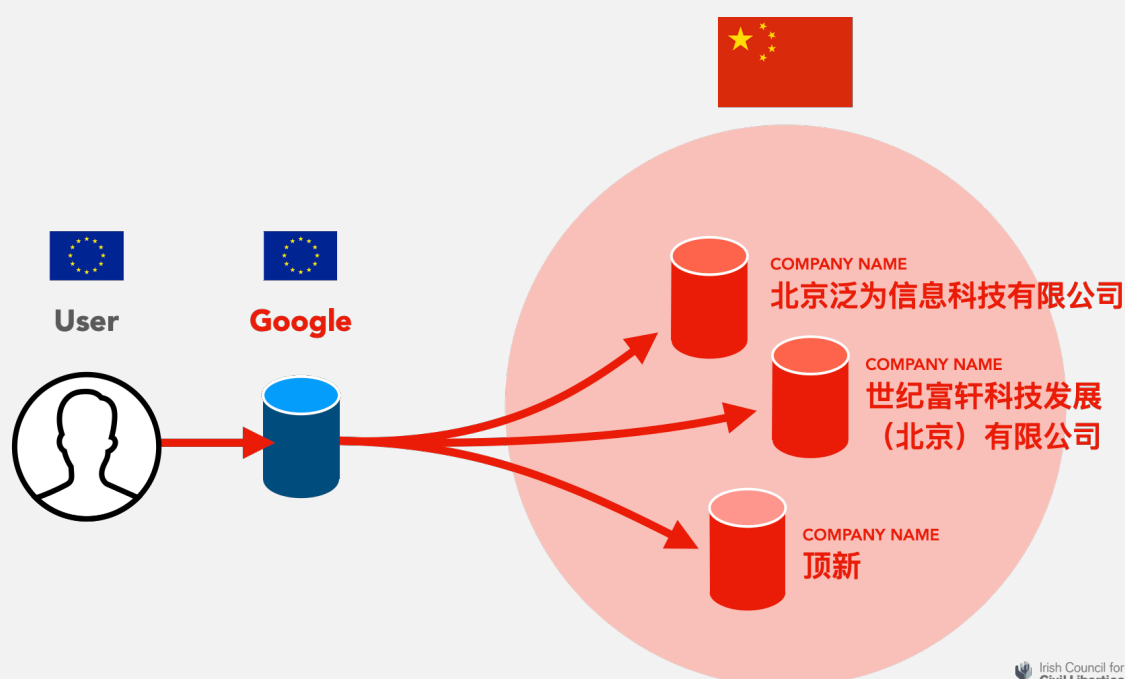 User
Google
COMPANY NAME
北京泛为信息科技有限公司
COMPANY NAME
世纪富轩科技发展
（北京）有限公司
COMPANY NAME
顶新
Irish Council for
Civil Liberties